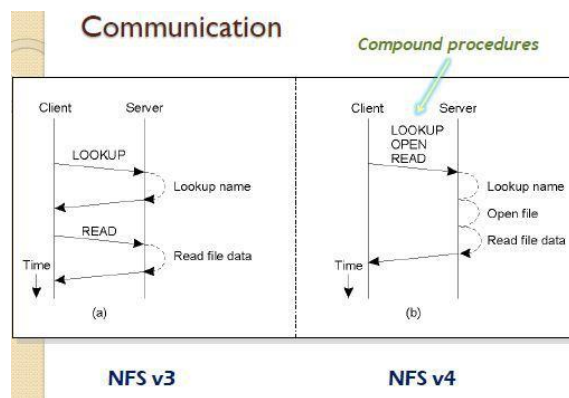 Communication
Compound procedures
Client Server
LOOKUP
Lookup name
READ
Read file data
Time
(a)
Client Server
LOOKUP
OPEN
READ
Lookup name
Open file
Read file data
Time
(b)
NFS v3
NFS v4